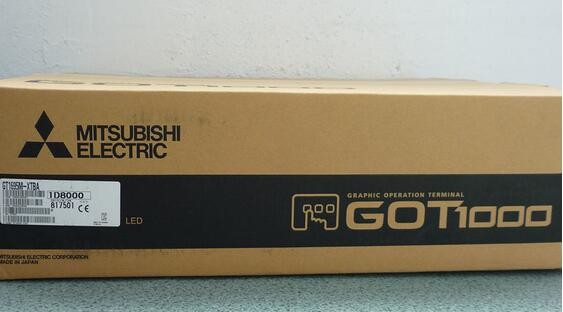 MITSUBISHI
ELECTRIC
GT1695M-XTBA
1D8000
817501 CE
LED
GRAPHIC OPERATION TERMINAL
GOT1000
MITSUBISHI ELECTRIC CORPORATION
MADE IN JAPAN